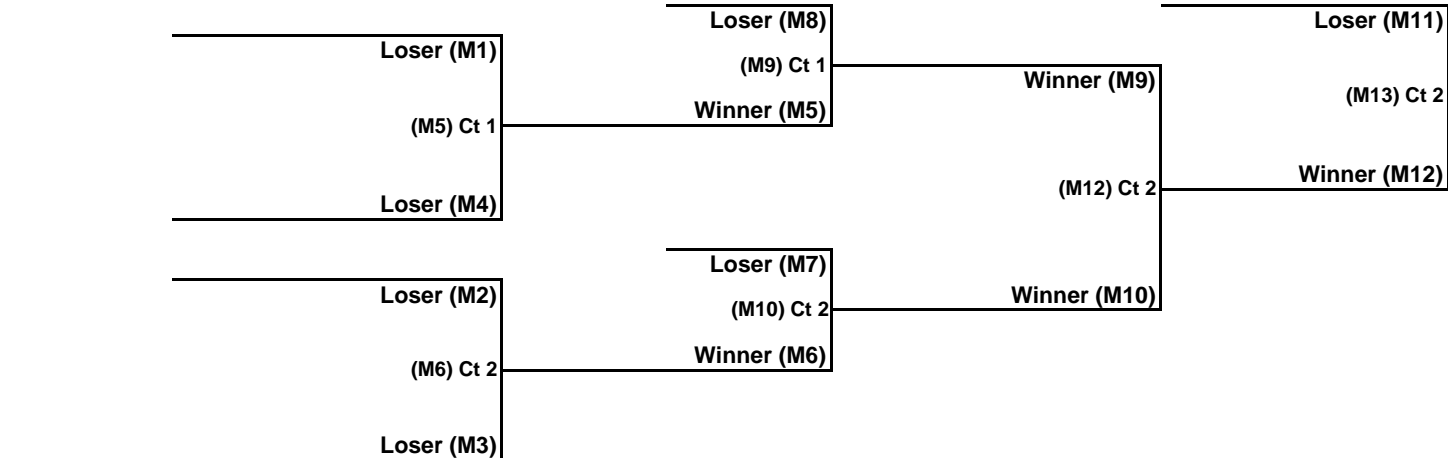 Loser (M8)
Loser (M11)
Loser (M1)
(M9) Ct 1
Winner (M9)
(M13) Ct 2
Winner (M5)
(M5) Ct 1
Winner (M12)
(M12) Ct 2
Loser (M4)
Loser (M7)
Loser (M2)
Winner (M10)
(M10) Ct 2
Winner (M6)
(M6) Ct 2
Loser (M3)